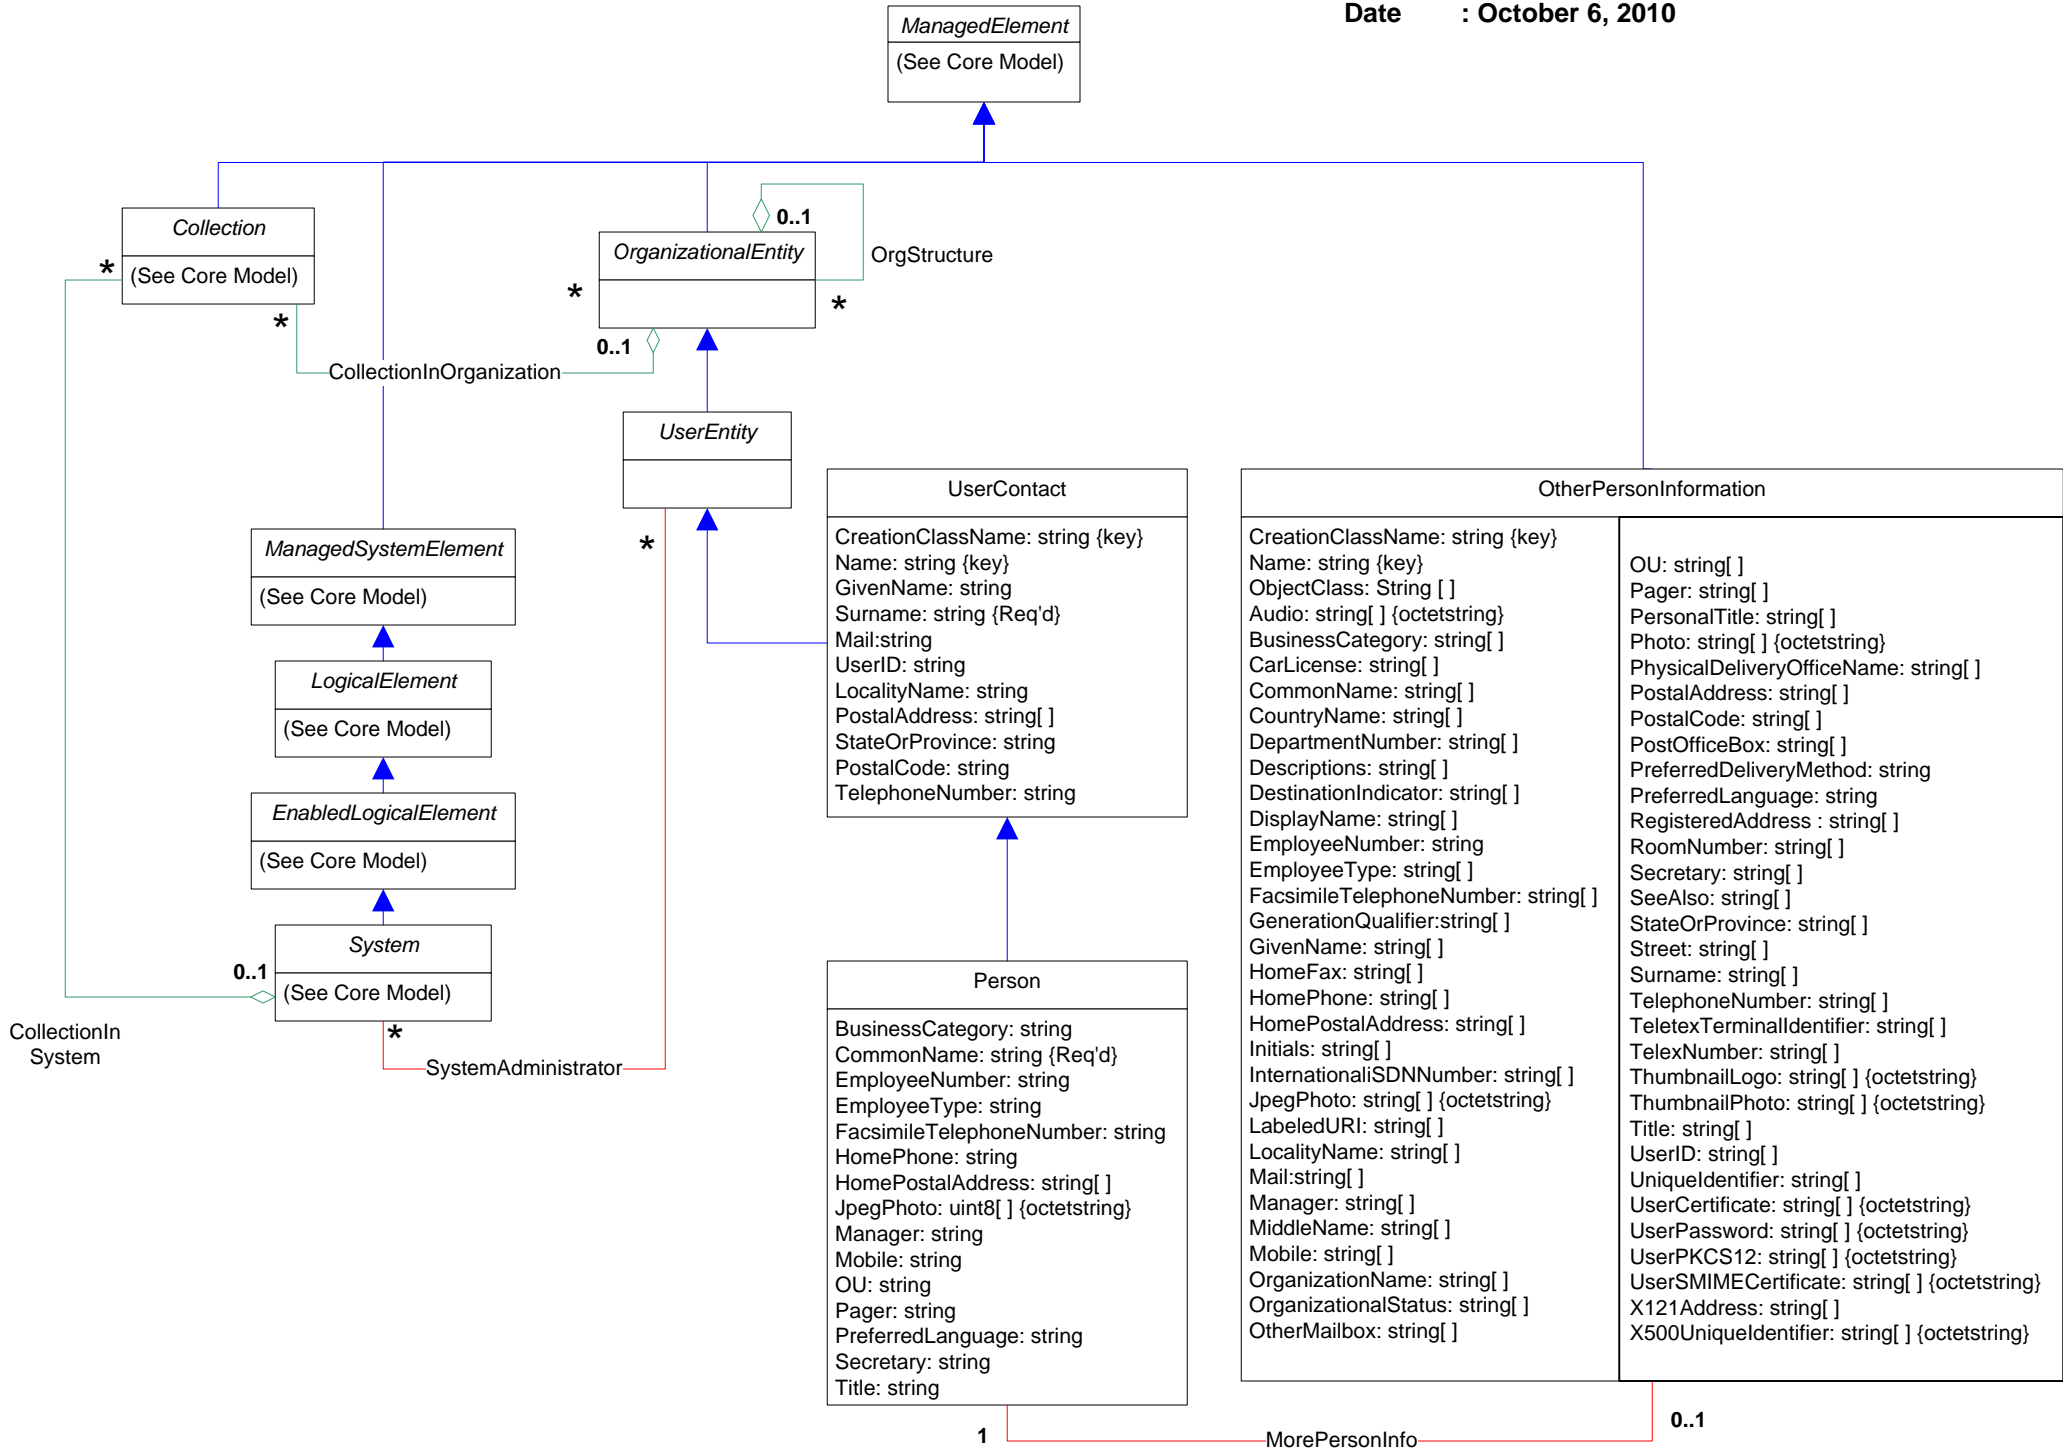 Date : October 6, 2010
ManagedElement
(See Core Model)
Collection
(See Core Model)
*
*
0..1
OrganizationalEntity
OrgStructure
*
*
0..1
CollectionInOrganization
UserEntity
*
ManagedSystemElement
(See Core Model)
LogicalElement
(See Core Model)
EnabledLogicalElement
(See Core Model)
System
(See Core Model)
0..1
*
CollectionIn
System
SystemAdministrator
UserContact
CreationClassName: string {key}
Name: string {key}
GivenName: string
Surname: string {Req'd}
Mail:string
UserID: string
LocalityName: string
PostalAddress: string[ ]
StateOrProvince: string
PostalCode: string
TelephoneNumber: string
Person
BusinessCategory: string
CommonName: string {Req'd}
EmployeeNumber: string
EmployeeType: string
FacsimileTelephoneNumber: string
HomePhone: string
HomePostalAddress: string[ ]
JpegPhoto: uint8[ ] {octetstring}
Manager: string
Mobile: string
OU: string
Pager: string
PreferredLanguage: string
Secretary: string
Title: string
OtherPersonInformation
CreationClassName: string {key}
Name: string {key}
ObjectClass: String [ ]
Audio: string[ ] {octetstring}
BusinessCategory: string[ ]
CarLicense: string[ ]
CommonName: string[ ]
CountryName: string[ ]
DepartmentNumber: string[ ]
Descriptions: string[ ]
DestinationIndicator: string[ ]
DisplayName: string[ ]
EmployeeNumber: string
EmployeeType: string[ ]
FacsimileTelephoneNumber: string[ ]
GenerationQualifier:string[ ]
GivenName: string[ ]
HomeFax: string[ ]
HomePhone: string[ ]
HomePostalAddress: string[ ]
Initials: string[ ]
InternationaliSDNNumber: string[ ]
JpegPhoto: string[ ] {octetstring}
LabeledURI: string[ ]
LocalityName: string[ ]
Mail:string[ ]
Manager: string[ ]
MiddleName: string[ ]
Mobile: string[ ]
OrganizationName: string[ ]
OrganizationalStatus: string[ ]
OtherMailbox: string[ ]
OU: string[ ]
Pager: string[ ]
PersonalTitle: string[ ]
Photo: string[ ] {octetstring}
PhysicalDeliveryOfficeName: string[ ]
PostalAddress: string[ ]
PostalCode: string[ ]
PostOfficeBox: string[ ]
PreferredDeliveryMethod: string
PreferredLanguage: string
RegisteredAddress : string[ ]
RoomNumber: string[ ]
Secretary: string[ ]
SeeAlso: string[ ]
StateOrProvince: string[ ]
Street: string[ ]
Surname: string[ ]
TelephoneNumber: string[ ]
TeletexTerminalIdentifier: string[ ]
TelexNumber: string[ ]
ThumbnailLogo: string[ ] {octetstring}
ThumbnailPhoto: string[ ] {octetstring}
Title: string[ ]
UserID: string[ ]
UniqueIdentifier: string[ ]
UserCertificate: string[ ] {octetstring}
UserPassword: string[ ] {octetstring}
UserPKCS12: string[ ] {octetstring}
UserSMIMECertificate: string[ ] {octetstring}
X121Address: string[ ]
X500UniqueIdentifier: string[ ] {octetstring}
1
MorePersonInfo
0..1